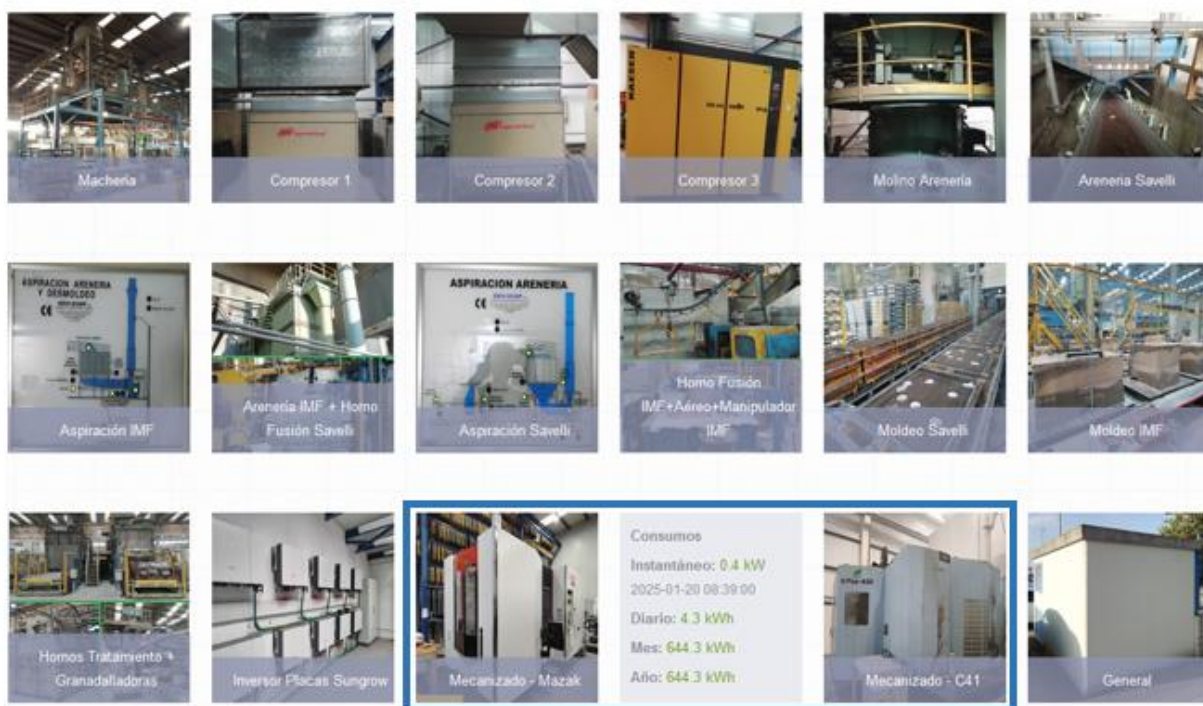 Machería
Compresor 1
Compresor 2
KAESER
Compresor 3
Molino Arenería
Areneria Savelli
ASPIRACION ARENERIA
Y DESMOLDEO
CE
Aspiración IMF
Arenería IMF + Horno
Fusión Savelli
ASPIRACION ARENERIA
CE
Aspiración Savelli
Horno Fusión
IMF+Aéreo+Manipulador
IMF
Moldeo Savelli
Moldeo IMF
Hornos Tratamiento +
Granadalladoras
Inversor Placas Sungrow
Mecanizado - Mazak
Consumos
Instantáneo: 0.4 kW
2025-01-20 08:39:00
Diario: 4.3 kWh
Mes: 644.3 kWh
Año: 644.3 kWh
Mecanizado - C41
General